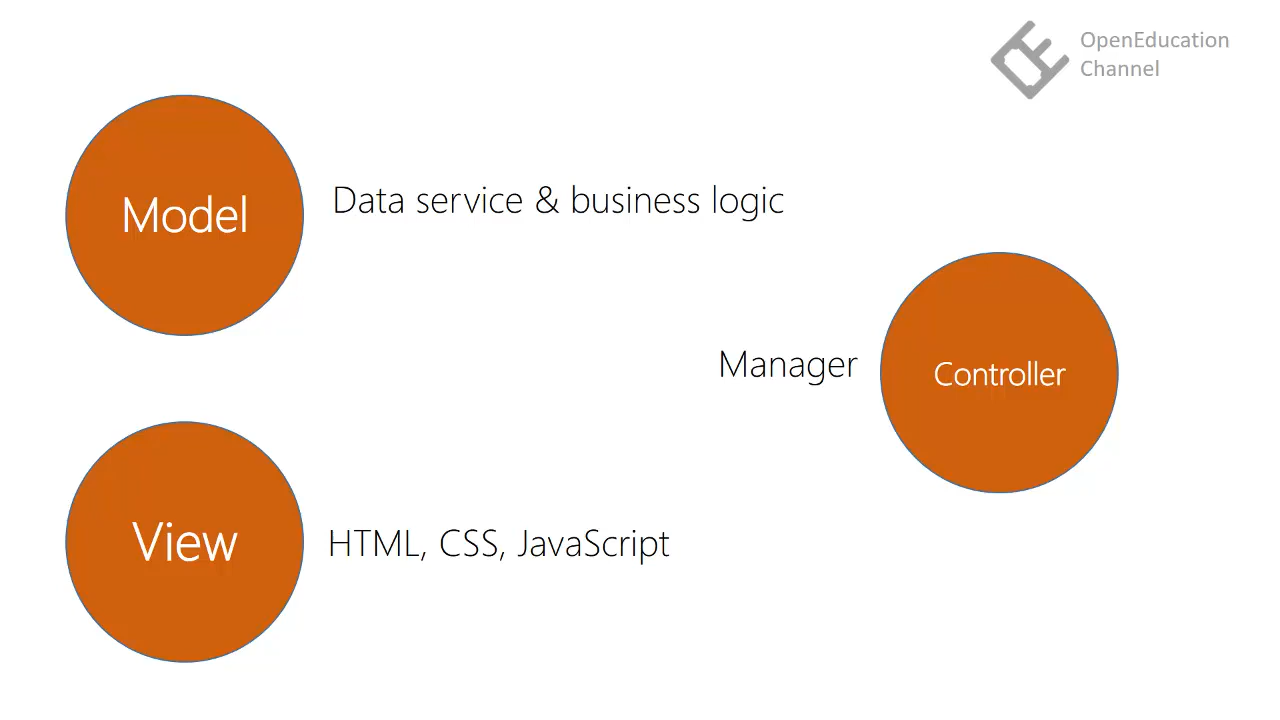 OpenEducation
Channel
Model
Data service & business logic
Manager
Controller
View
HTML, CSS, JavaScript